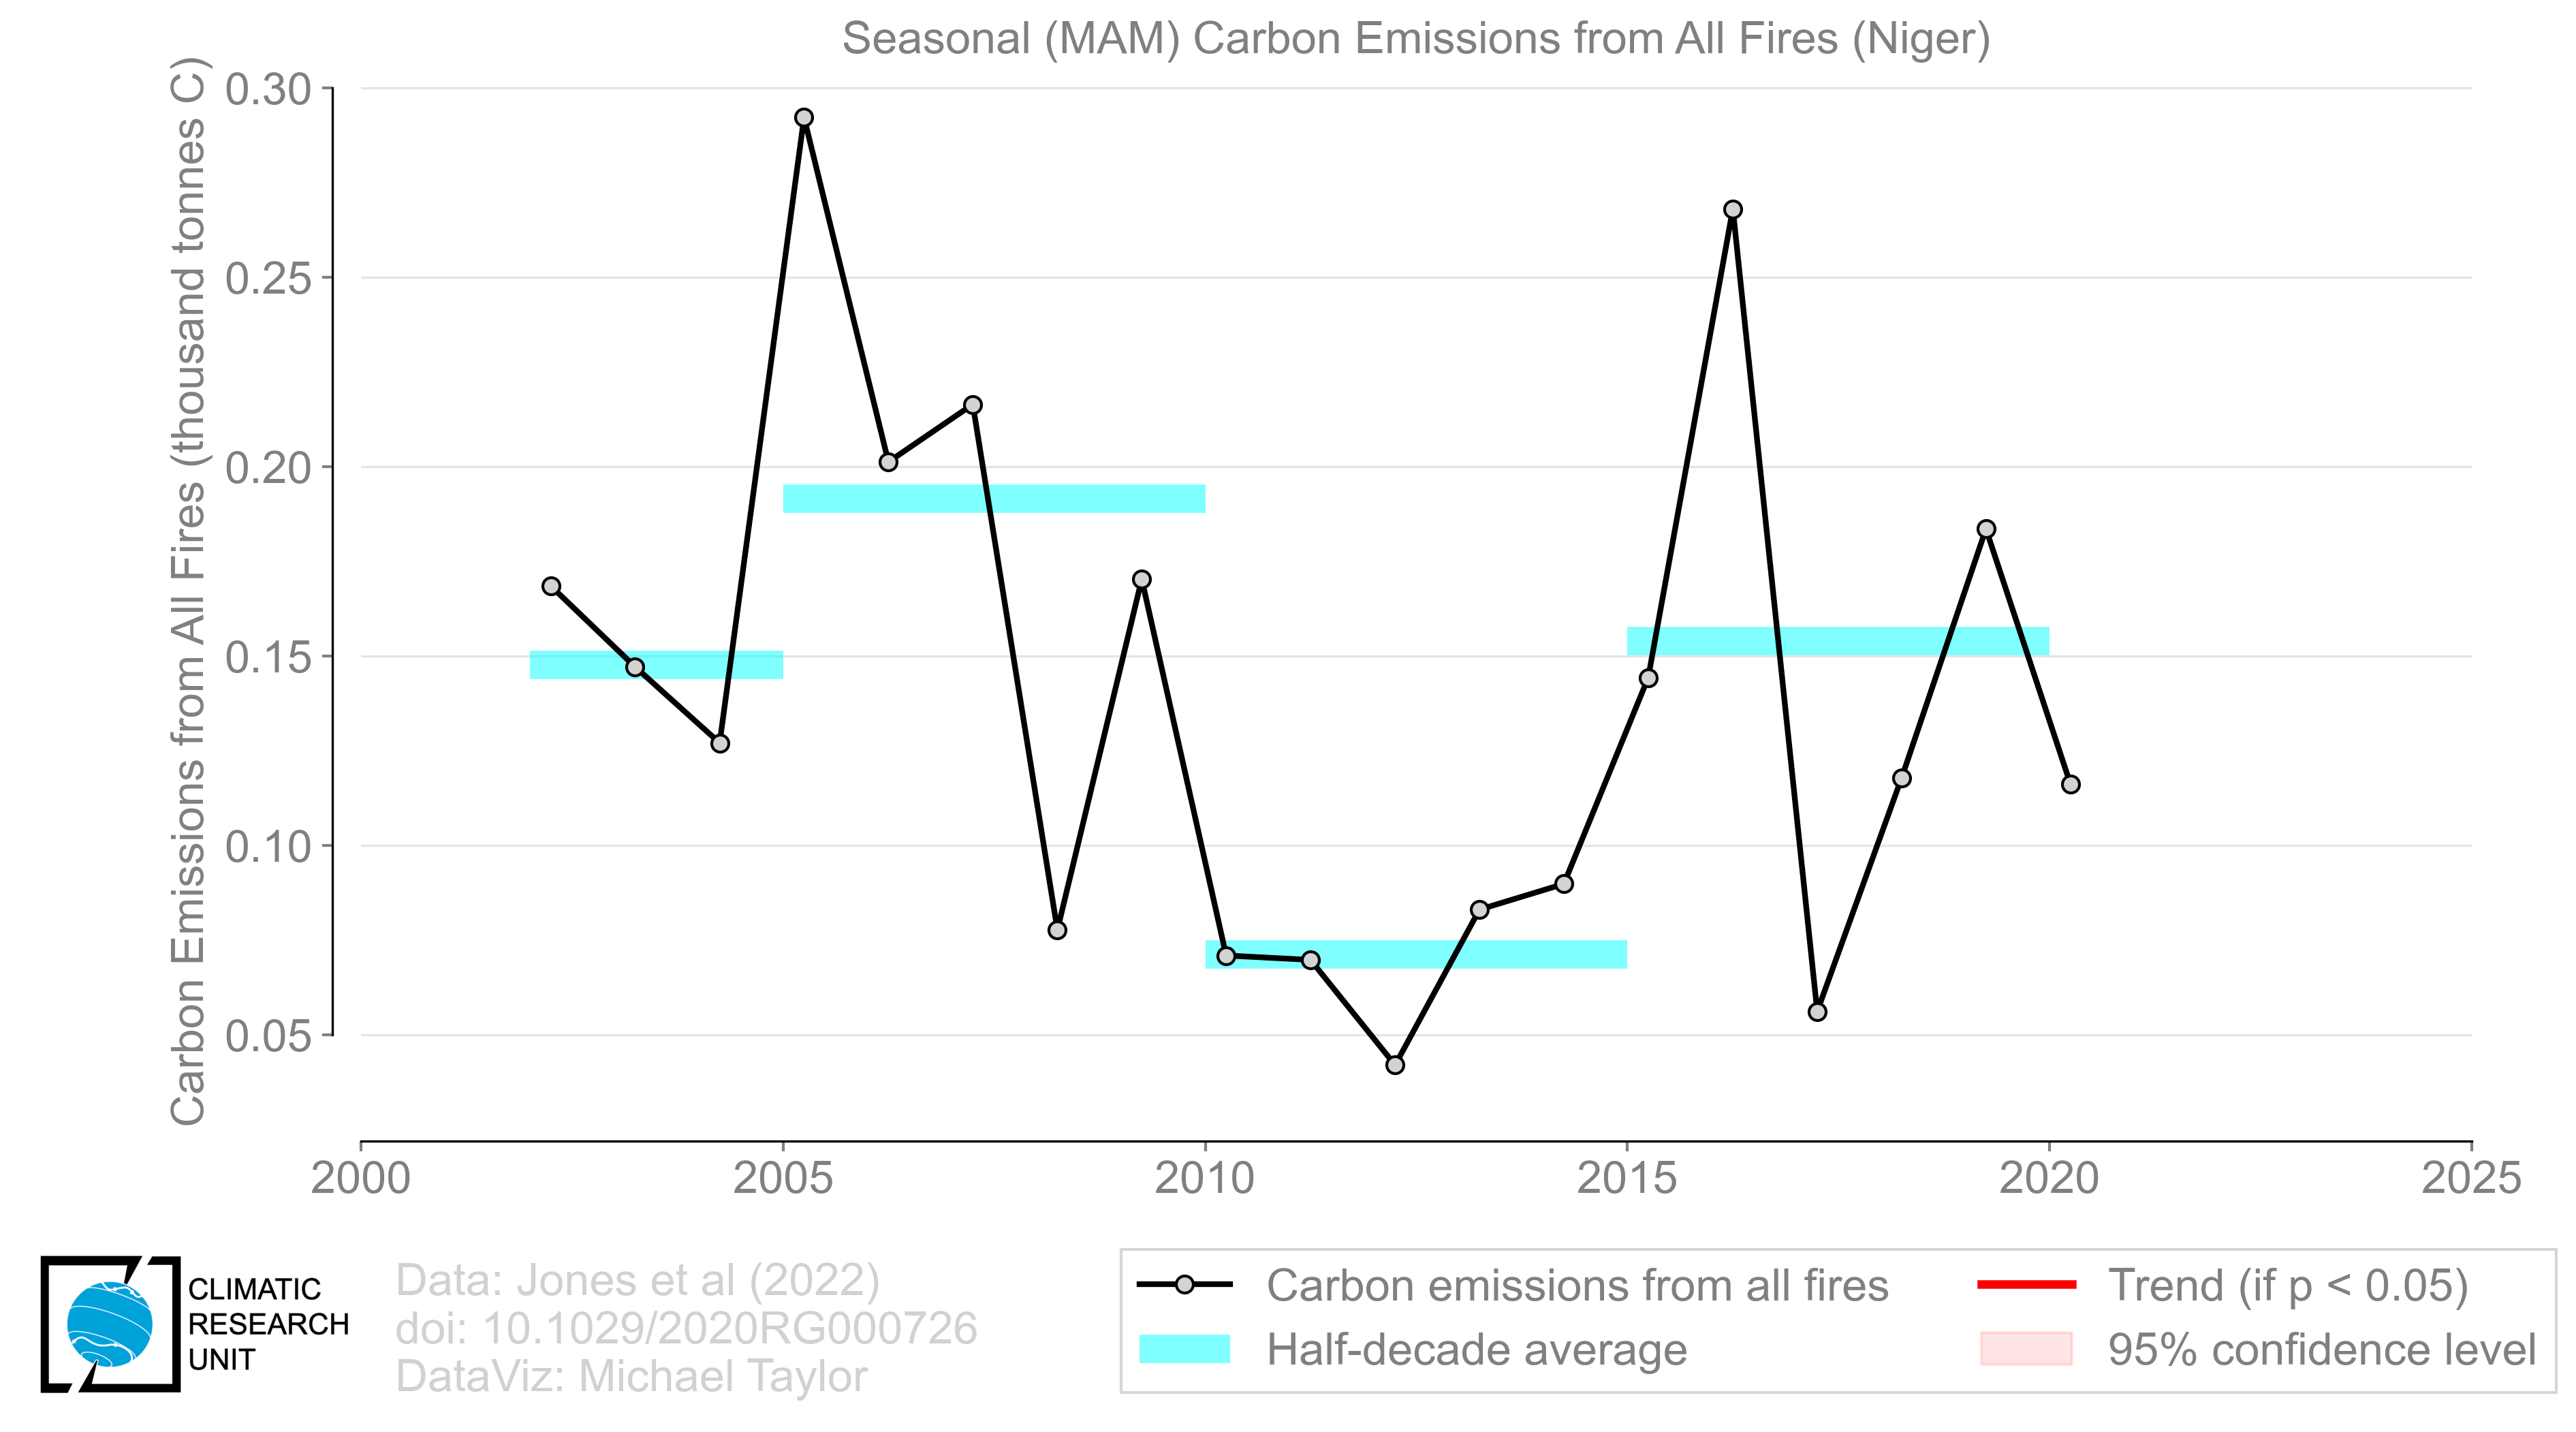 Seasonal (MAM) Carbon Emissions from All Fires (Niger)
Carbon Emissions from All Fires (thousand tonnes C)
0.30
0.25
0.20
0.15
0.10
0.05
2000 2005 2010 2015 2020 2025
CLIMATIC
RESEARCH
UNIT
Data: Jones et al (2022)
doi: 10.1029/2020RG000726
DataViz: Michael Taylor
Carbon emissions from all fires
Half-decade average
Trend (if p < 0.05)
95% confidence level